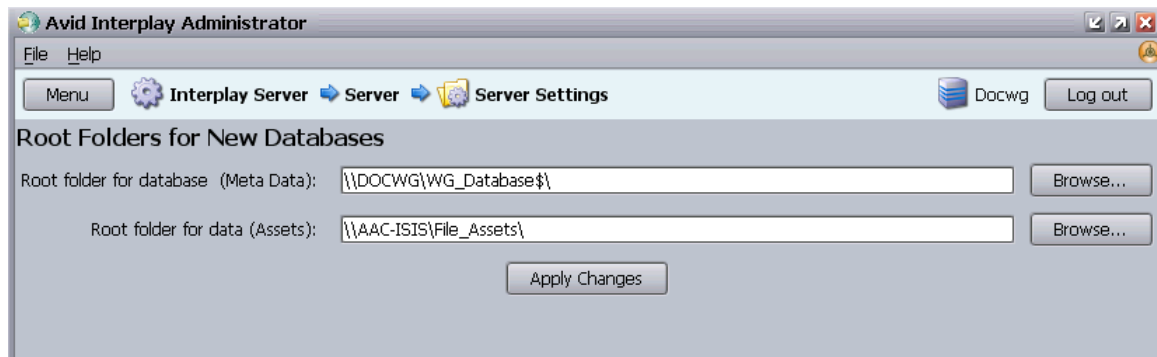 Avid Interplay Administrator
File Help
Menu Interplay Server Server Server Settings Docwg Log out
Root Folders for New Databases
Root folder for database (Meta Data): \\DOCWG\WG_Database$\ Browse...
Root folder for data (Assets): \\AAC-ISIS\File_Assets\ Browse...
Apply Changes